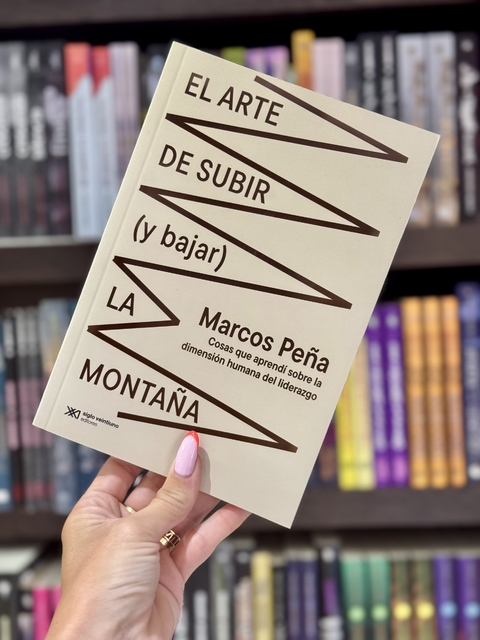 EL ARTE
DE SUBIR
(y bajar)
LA
MONTAÑA
Marcos Peña
Cosas que aprendí sobre la
dimensión humana del liderazgo
siglo veintiuno
editores